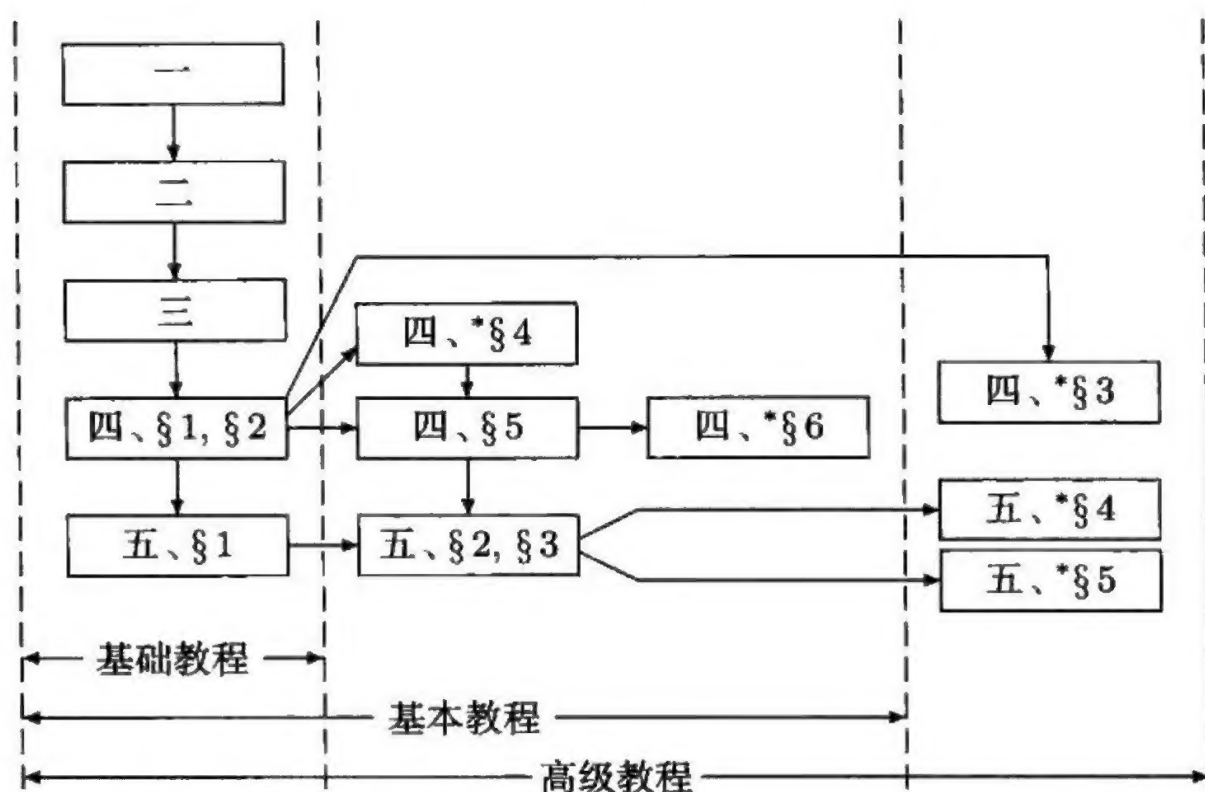 一
二
三
四、*§4
四、*§3
四、§1, §2
四、§5
四、*§6
五、§1
五、§2, §3
五、*§4
五、*§5
基础教程
基本教程
高级教程